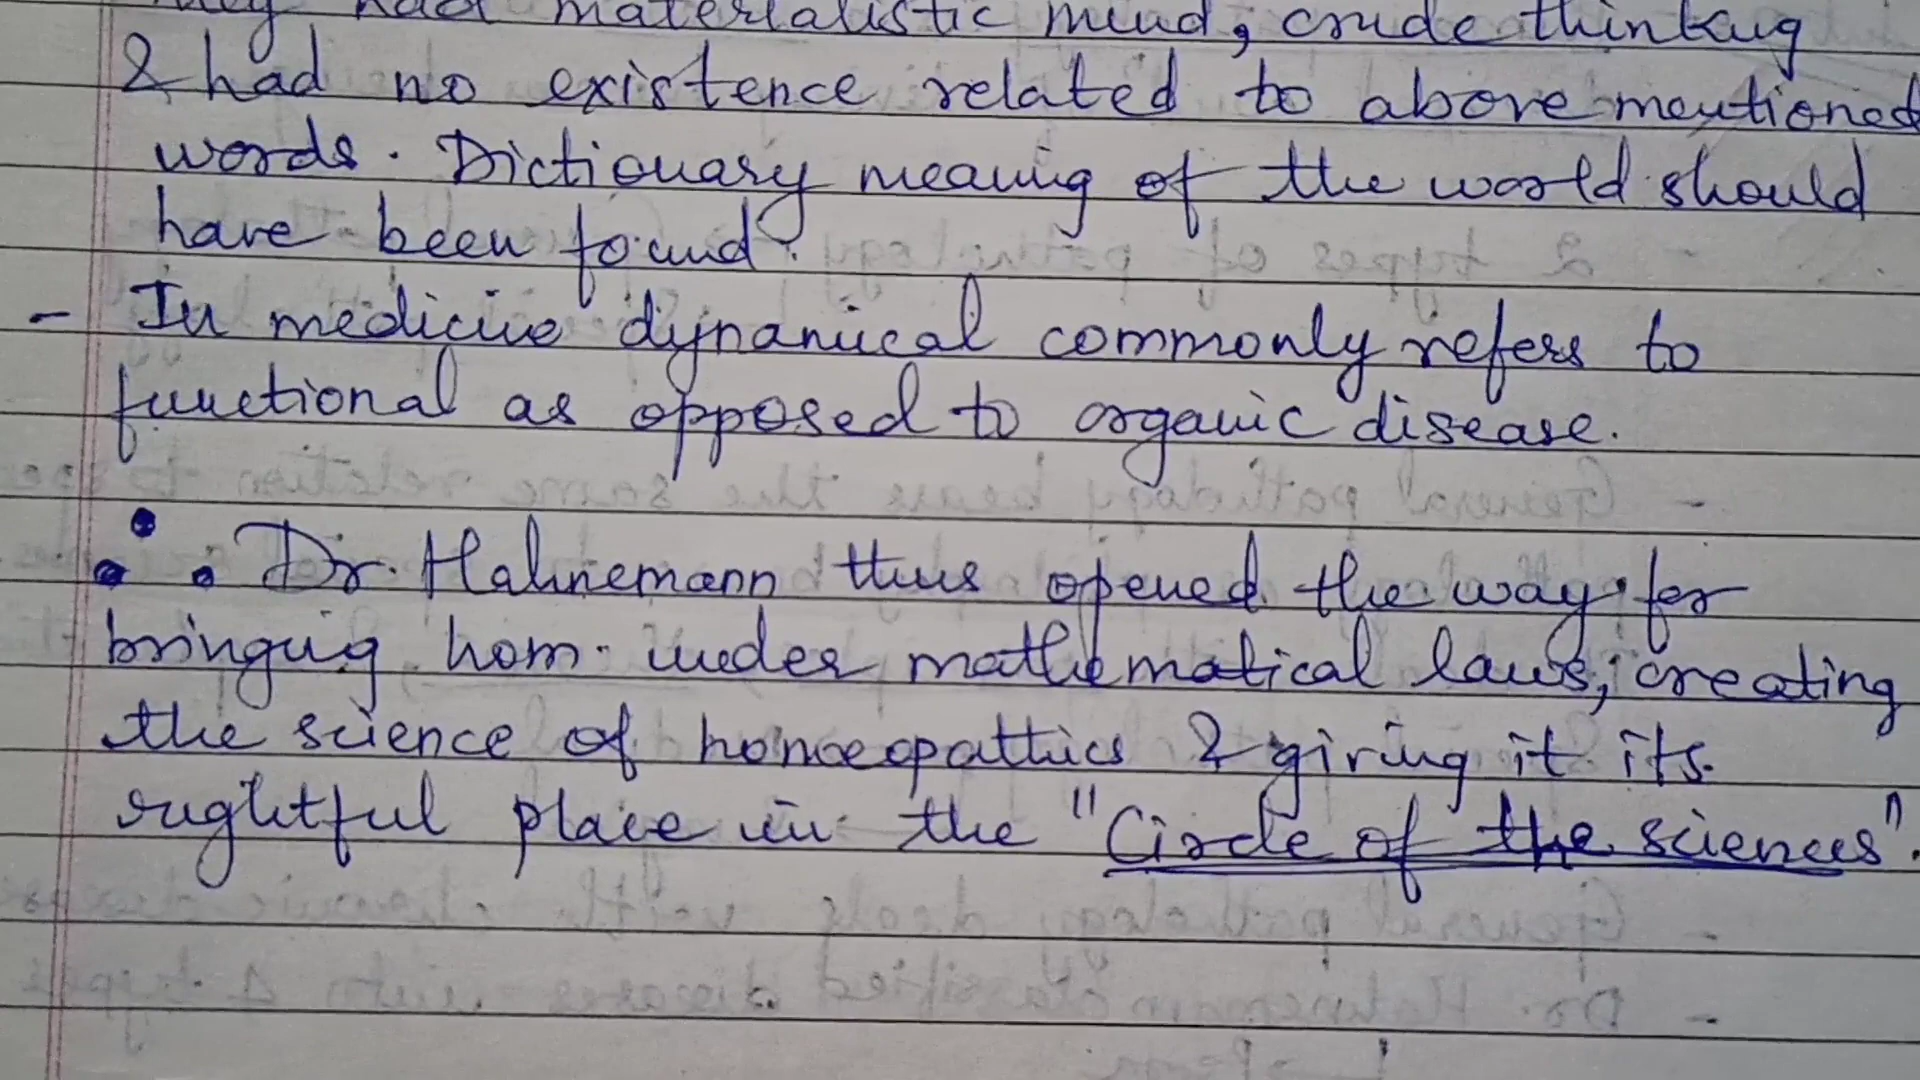 had materialistic mind, crude thinking
& had no existence related to above mentioned
words. Dictionary meaning of the world should
have been found.
- In medicine dynamical commonly refers to
functional as opposed to organic disease.
∴ Dr. Hahnemann thus opened the way for
bringing hom. under mathematical laws, creating
the science of homoeopathics & giving it its
rightful place in the "Circle of the sciences".